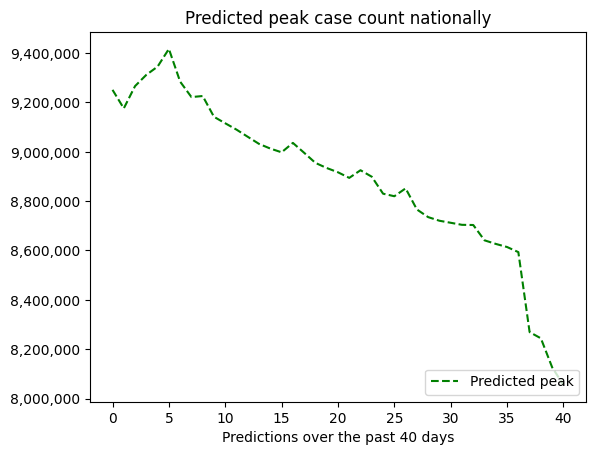 Predicted peak case count nationally
9,400,000
9,200,000
9,000,000
8,800,000
8,600,000
8,400,000
8,200,000
8,000,000
Predicted peak
0 5 10 15 20 25 30 35 40
Predictions over the past 40 days